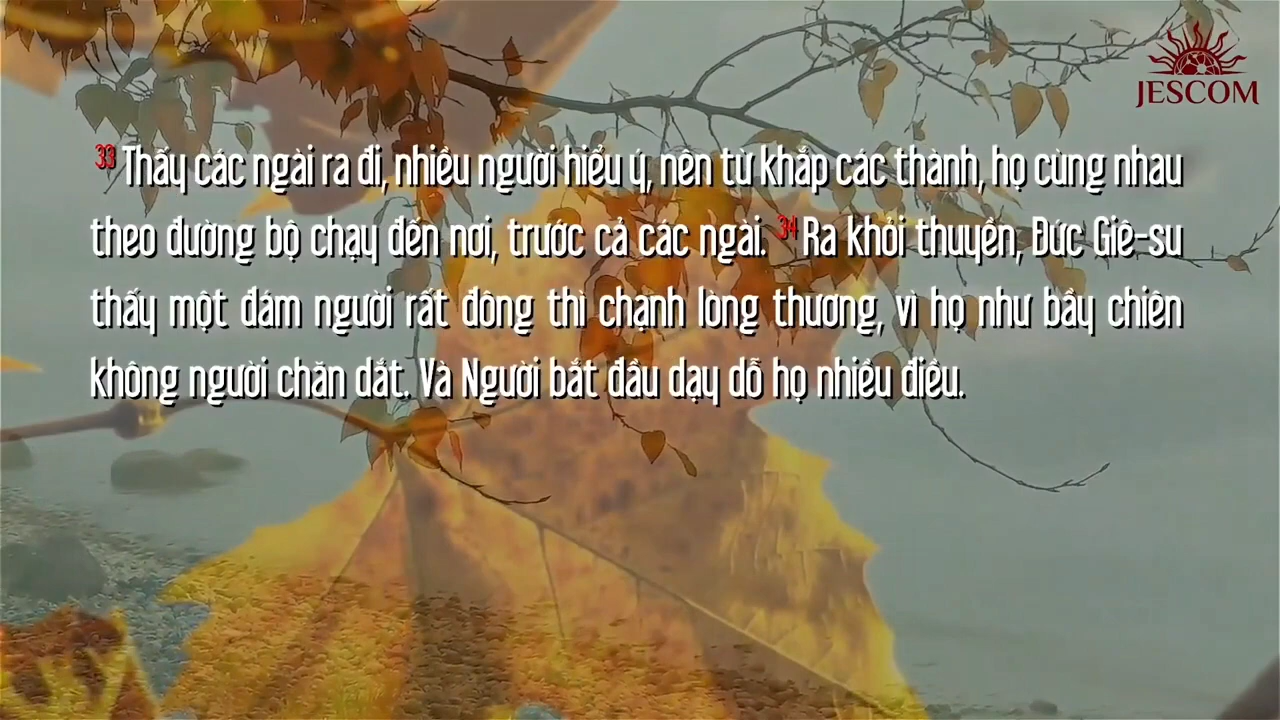 JESCOM
33 Thấy các ngài ra đi, nhiều người hiểu ý, nên từ khắp các thành, họ cùng nhau
theo đường bộ chạy đến nơi, trước cả các ngài. 34 Ra khỏi thuyền, Đức Giê-su
thấy một đám người rất đông thì chạnh lòng thương, vì họ như bầy chiên
không người chăn dắt. Và Người bắt đầu dạy dỗ họ nhiều điều.